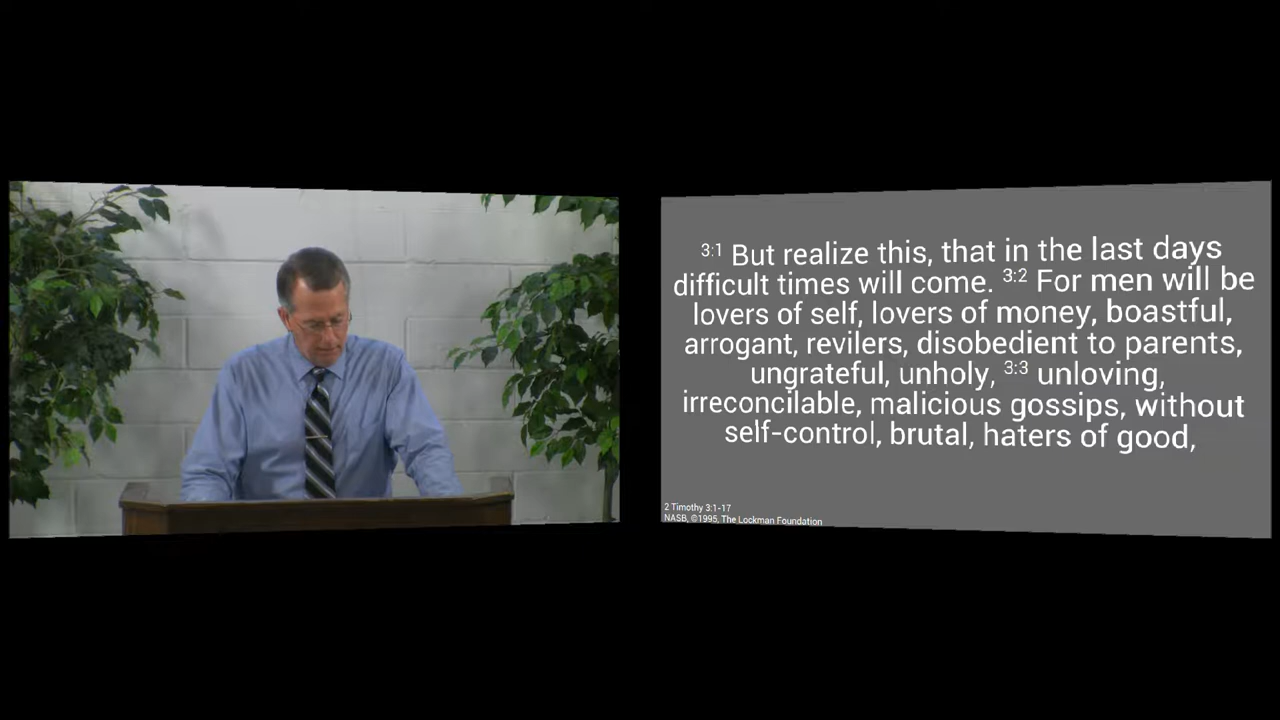 3:1 But realize this, that in the last days
difficult times will come. 3:2 For men will be
lovers of self, lovers of money, boastful,
arrogant, revilers, disobedient to parents,
ungrateful, unholy, 3:3 unloving,
irreconcilable, malicious gossips, without
self-control, brutal, haters of good,
2 Timothy 3:1-17
NASB, ©1995, The Lockman Foundation